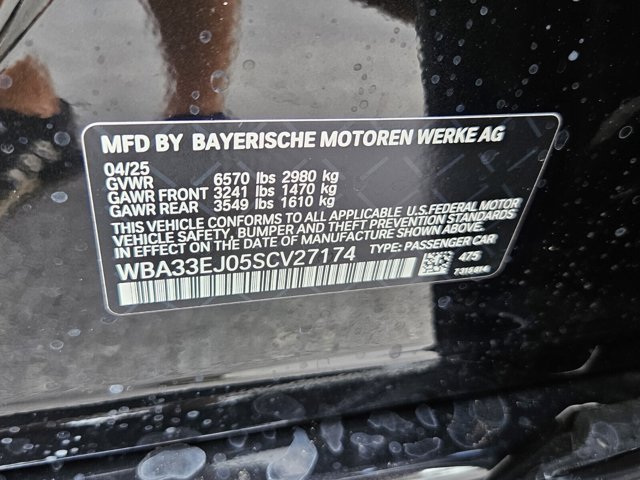 MFD BY BAYERISCHE MOTOREN WERKE AG
04/25
GVWR 6570 lbs 2980 kg
GAWR FRONT 3241 lbs 1470 kg
GAWR REAR 3549 lbs 1610 kg
THIS VEHICLE CONFORMS TO ALL APPLICABLE U.S.FEDERAL MOTOR
VEHICLE SAFETY, BUMPER AND THEFT PREVENTION STANDARDS
IN EFFECT ON THE DATE OF MANUFACTURE SHOWN ABOVE.
WBA33EJ05SCV27174 TYPE: PASSENGER CAR
475